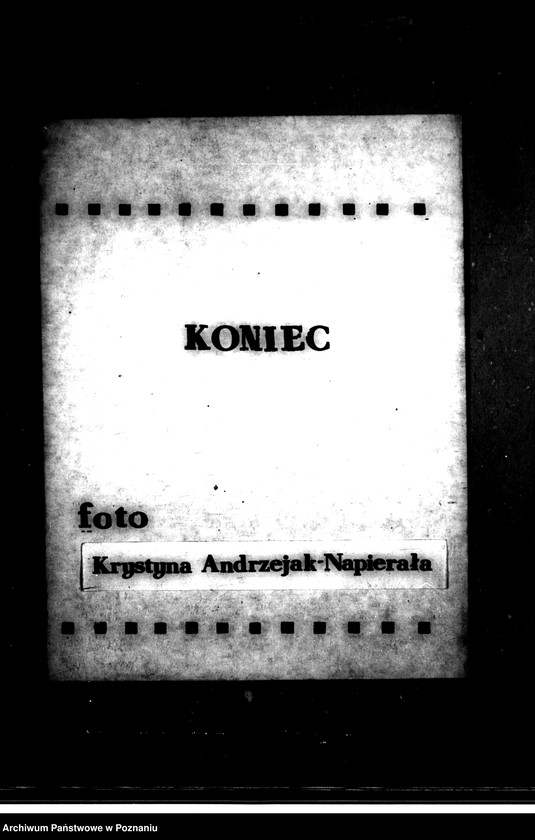 KONIEC
foto
Krystyna Andrzejak-Napierała
Archiwum Państwowe w Poznaniu